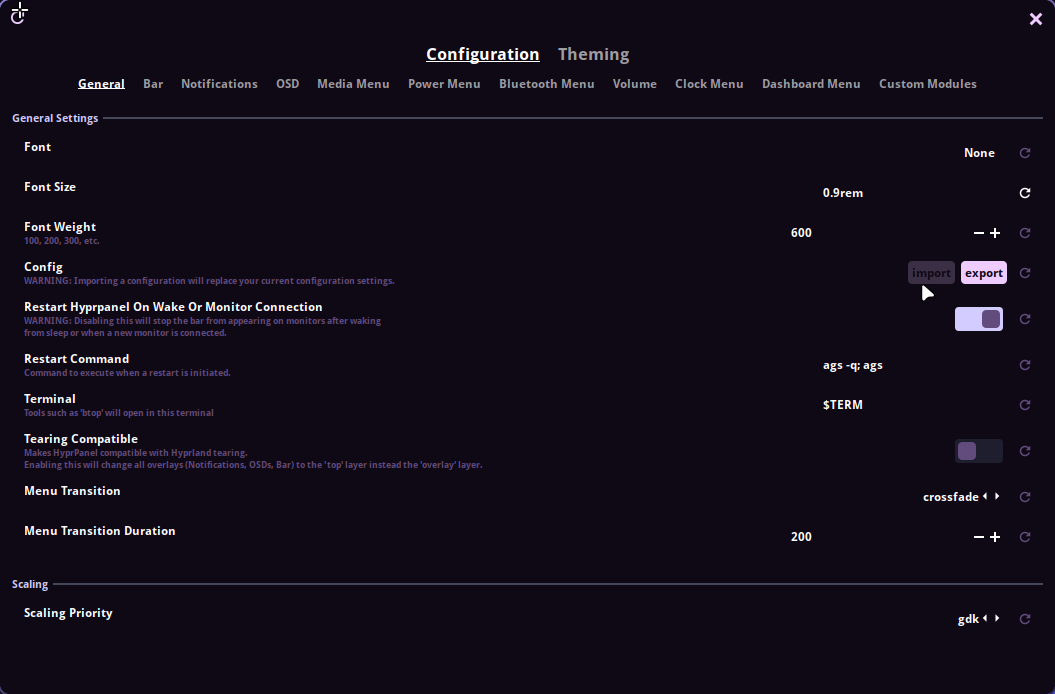 Configuration Theming
General Bar Notifications OSD Media Menu Power Menu Bluetooth Menu Volume Clock Menu Dashboard Menu Custom Modules
General Settings
Font
None
Font Size
0.9rem
Font Weight
100, 200, 300, etc.
600
Config
WARNING: Importing a configuration will replace your current configuration settings.
import export
Restart Hyprpanel On Wake Or Monitor Connection
WARNING: Disabling this will stop the bar from appearing on monitors after waking
from sleep or when a new monitor is connected.
Restart Command
Command to execute when a restart is initiated.
ags -q; ags
Terminal
Tools such as 'btop' will open in this terminal
$TERM
Tearing Compatible
Makes HyprPanel compatible with Hyprland tearing.
Enabling this will change all overlays (Notifications, OSDs, Bar) to the 'top' layer instead the 'overlay' layer.
Menu Transition
crossfade
Menu Transition Duration
200
Scaling
Scaling Priority
gdk